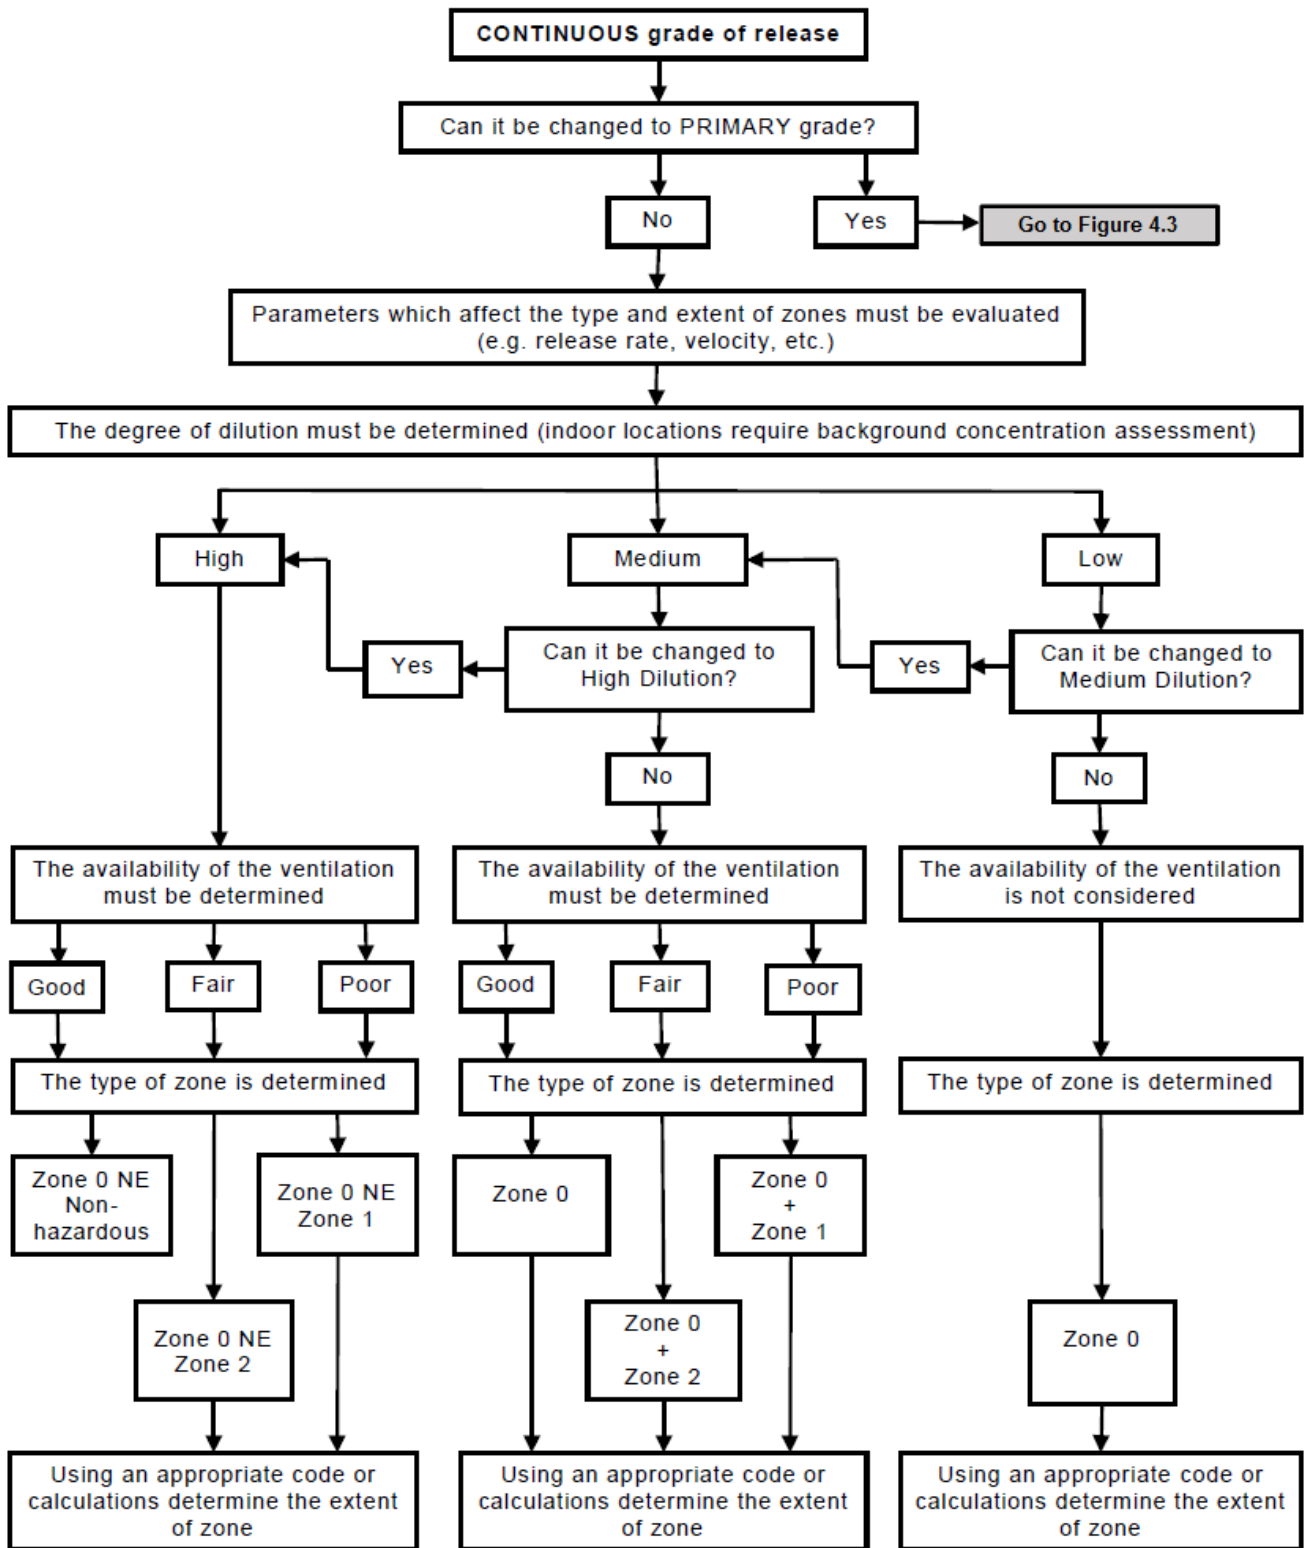 CONTINUOUS grade of release
Can it be changed to PRIMARY grade?
No
Yes
Go to Figure 4.3
Parameters which affect the type and extent of zones must be evaluated
(e.g. release rate, velocity, etc.)
The degree of dilution must be determined (indoor locations require background concentration assessment)
High
Medium
Low
Yes
Can it be changed to
High Dilution?
Yes
Can it be changed to
Medium Dilution?
No
No
The availability of the ventilation
must be determined
The availability of the ventilation
must be determined
The availability of the ventilation
is not considered
Good
Fair
Poor
Good
Fair
Poor
The type of zone is determined
The type of zone is determined
The type of zone is determined
Zone 0 NE
Non-
hazardous
Zone 0 NE
Zone 1
Zone 0
Zone 0
+
Zone 1
Zone 0 NE
Zone 2
Zone 0
+
Zone 2
Zone 0
Using an appropriate code or
calculations determine the extent
of zone
Using an appropriate code or
calculations determine the extent
of zone
Using an appropriate code or
calculations determine the extent
of zone